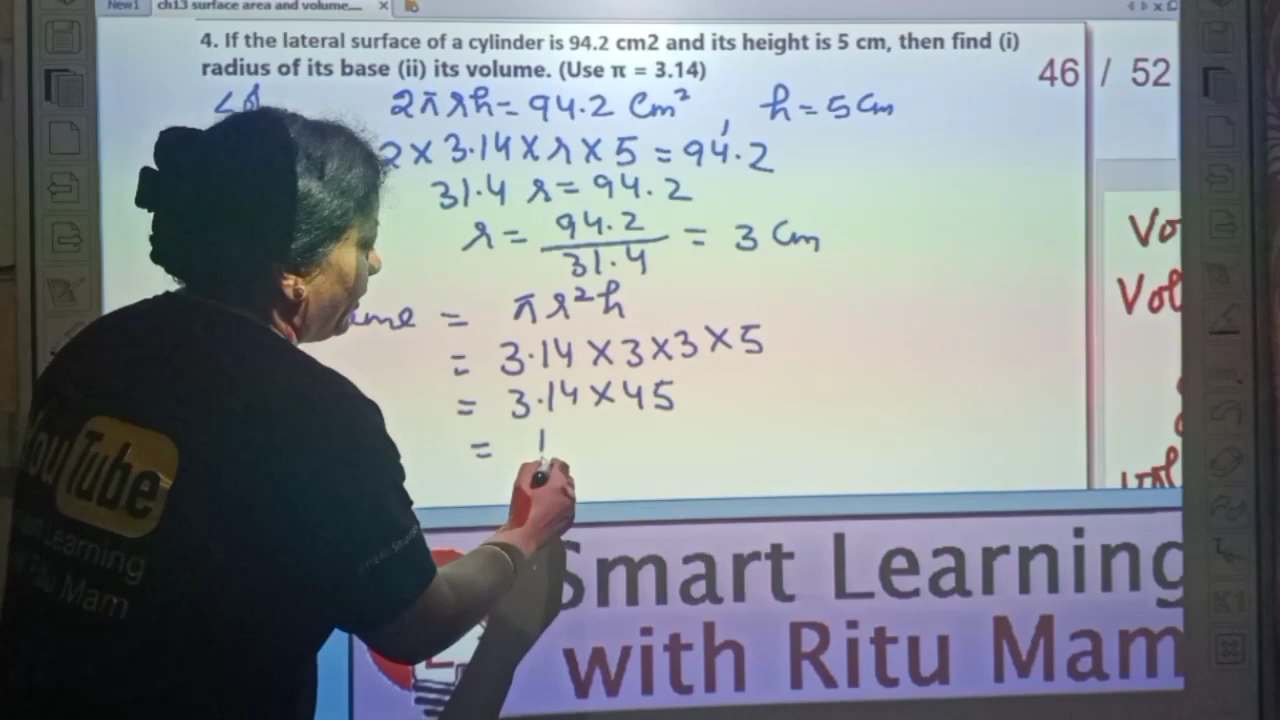 New1 ch13 surface area and volume....
4. If the lateral surface of a cylinder is 94.2 cm2 and its height is 5 cm, then find (i)
radius of its base (ii) its volume. (Use π = 3.14)
46 / 52
2πrh = 94.2 cm², h = 5 cm
2 × 3.14 × r × 5 = 94.2
31.4 r = 94.2
r = 94.2 / 31.4 = 3 cm
= πr²h
= 3.14 × 3 × 3 × 5
= 3.14 × 45
= 1
Vo
Vol
Vol
YouTube
Learning
Ritu Mam
Smart Learning
with Ritu Mam
K1